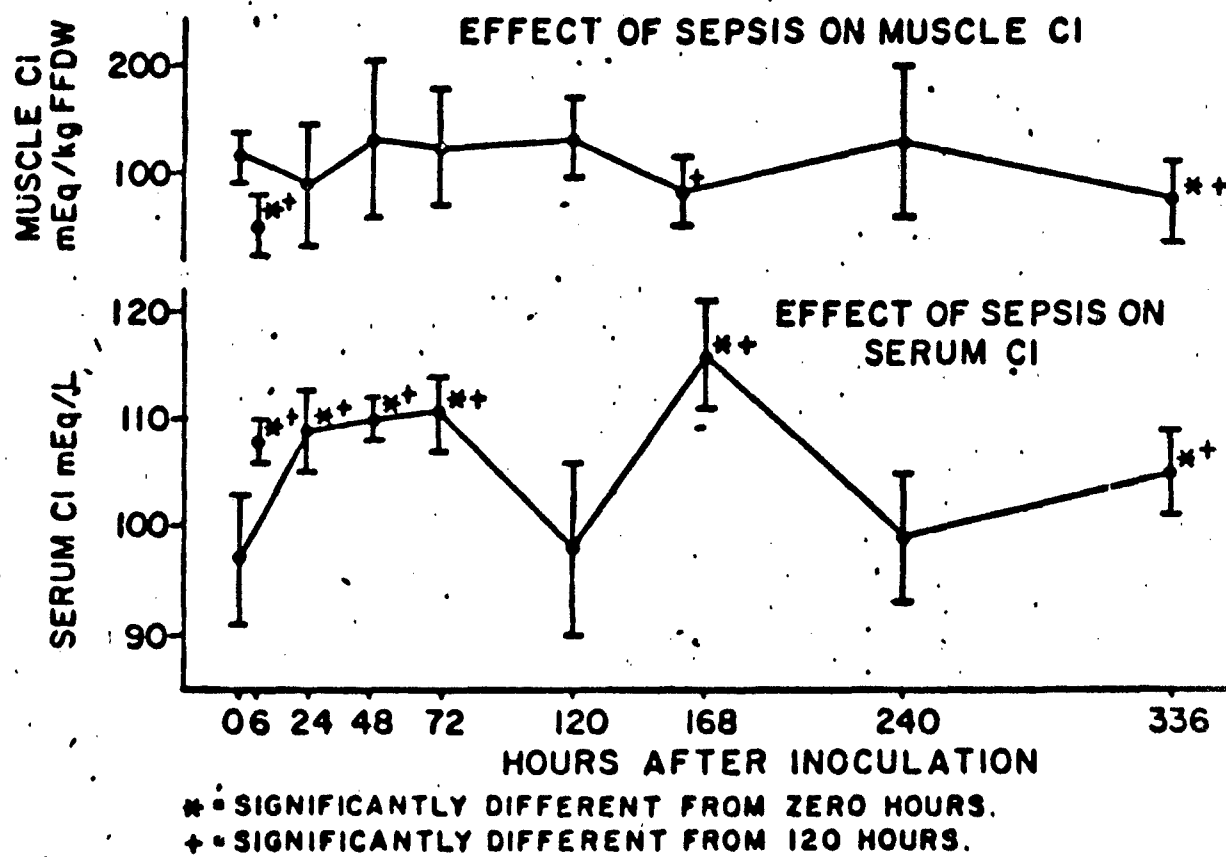 EFFECT OF SEPSIS ON MUSCLE Cl
MUSCLE Cl
mEq/kg FFDW
200
100
*+
+
*+
EFFECT OF SEPSIS ON
SERUM Cl
SERUM Cl mEq/L
120
110
100
90
*+
*+
*+
*+
*+
*+
0 6 24 48 72 120 168 240 336
HOURS AFTER INOCULATION
* = SIGNIFICANTLY DIFFERENT FROM ZERO HOURS.
+ = SIGNIFICANTLY DIFFERENT FROM 120 HOURS.